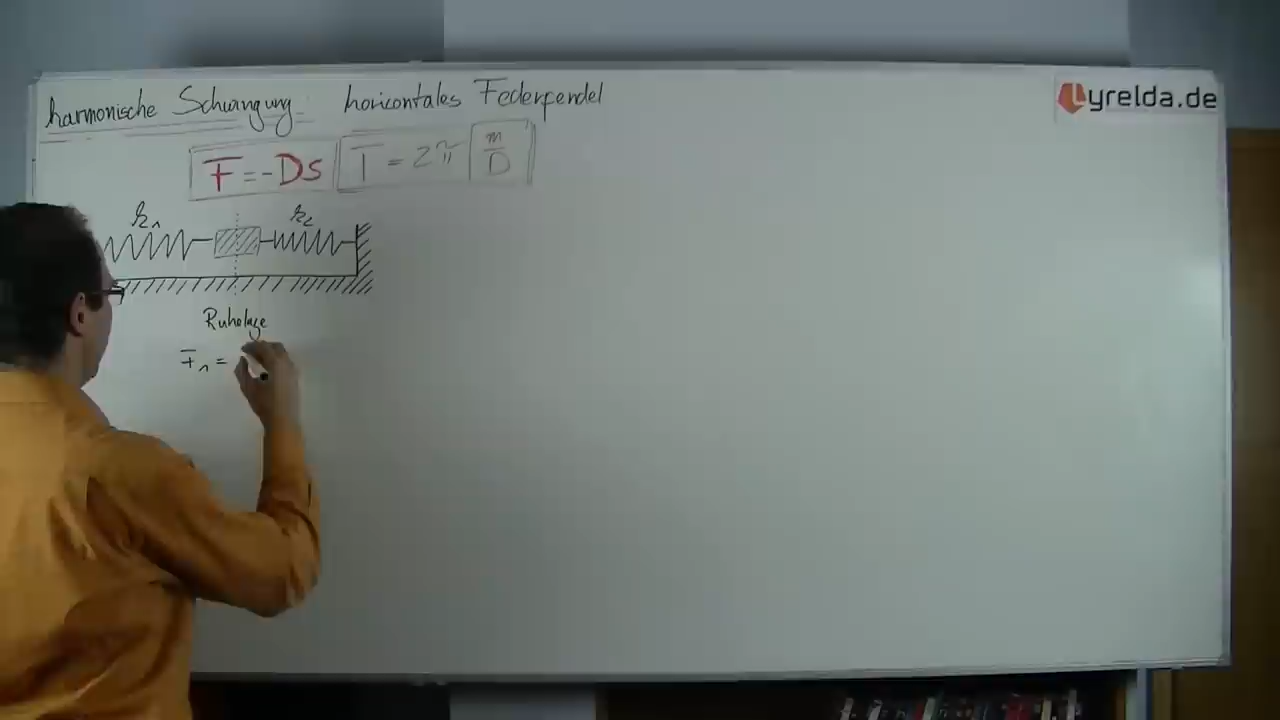 harmonische Schwingung horizontales Federpendel
lyrelda.de
F = -Ds T = 2π m/D
k₁ k₂
Ruhelage
F₁ =